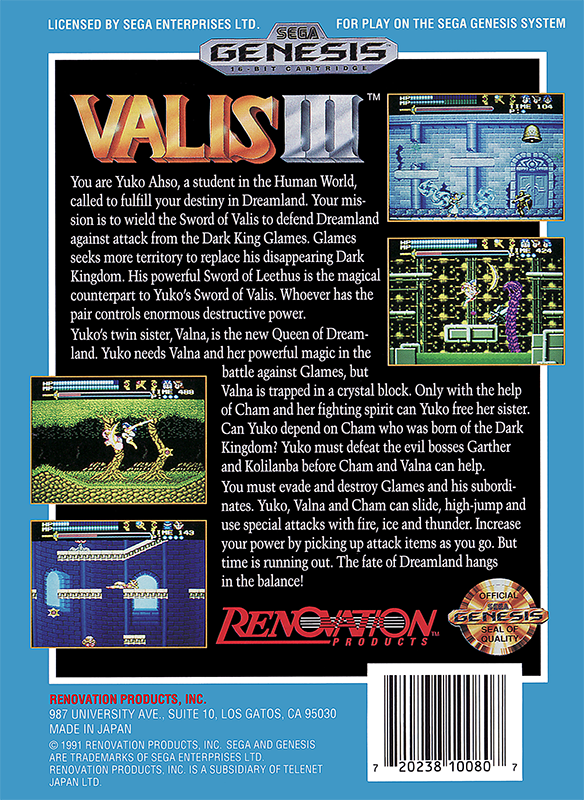 LICENSED BY SEGA ENTERPRISES LTD.
FOR PLAY ON THE SEGA GENESIS SYSTEM
SEGA
GENESIS
16-BIT CARTRIDGE
VALIS III™
You are Yuko Ahso, a student in the Human World,
called to fulfill your destiny in Dreamland. Your mis-
sion is to wield the Sword of Valis to defend Dreamland
against attack from the Dark King Glames. Glames
seeks more territory to replace his disappearing Dark
Kingdom. His powerful Sword of Leethus is the magical
counterpart to Yuko's Sword of Valis. Whoever has the
pair controls enormous destructive power.
Yuko's twin sister, Valna, is the new Queen of Dream-
land. Yuko needs Valna and her powerful magic in the
battle against Glames, but
Valna is trapped in a crystal block. Only with the help
of Cham and her fighting spirit can Yuko free her sister.
Can Yuko depend on Cham who was born of the Dark
Kingdom? Yuko must defeat the evil bosses Garther
and Kolilanba before Cham and Valna can help.
You must evade and destroy Glames and his subordi-
nates. Yuko, Valna and Cham can slide, high-jump and
use special attacks with fire, ice and thunder. Increase
your power by picking up attack items as you go. But
time is running out. The fate of Dreamland hangs
in the balance!
TIME 104
TIME 424
TIME 143
RENOVATION™
PRODUCTS
OFFICIAL
SEGA
GENESIS
SEAL OF
QUALITY
RENOVATION PRODUCTS, INC.
987 UNIVERSITY AVE., SUITE 10, LOS GATOS, CA 95030
MADE IN JAPAN
© 1991 RENOVATION PRODUCTS, INC. SEGA AND GENESIS
ARE TRADEMARKS OF SEGA ENTERPRISES LTD.
RENOVATION PRODUCTS, INC. IS A SUBSIDIARY OF TELENET
JAPAN LTD.
7 20238 10080 7